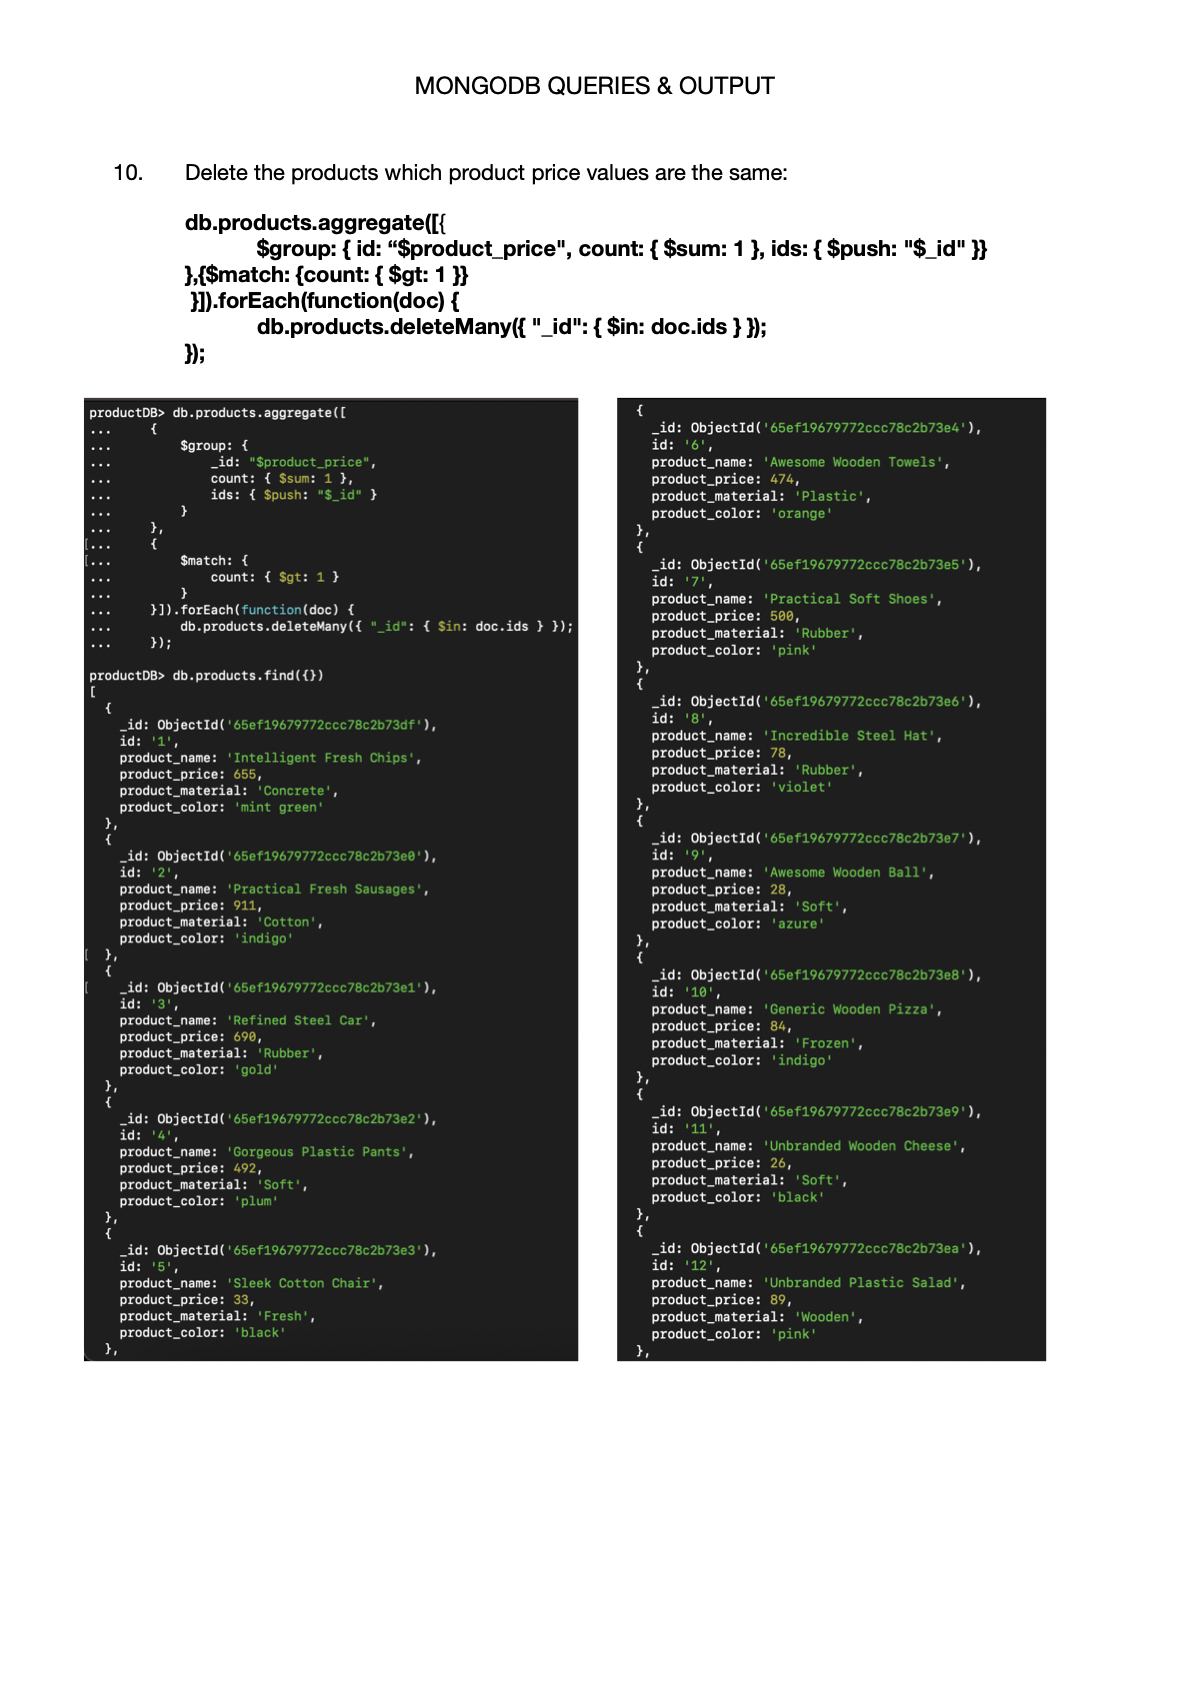 MONGODB QUERIES & OUTPUT
10. Delete the products which product price values are the same:
db.products.aggregate([{
$group: { id: “$product_price", count: { $sum: 1 }, ids: { $push: "$_id" }}
},{$match: {count: { $gt: 1 }}
}]).forEach(function(doc) {
db.products.deleteMany({ "_id": { $in: doc.ids } });
});
productDB> db.products.aggregate([
... {
... $group: {
... _id: "$product_price",
... count: { $sum: 1 },
... ids: { $push: "$_id" }
... }
... },
[... {
[... $match: {
... count: { $gt: 1 }
... }
... }]).forEach(function(doc) {
... db.products.deleteMany({ "_id": { $in: doc.ids } });
... });
productDB> db.products.find({})
[
{
_id: ObjectId('65ef19679772ccc78c2b73df'),
id: '1',
product_name: 'Intelligent Fresh Chips',
product_price: 655,
product_material: 'Concrete',
product_color: 'mint green'
},
{
_id: ObjectId('65ef19679772ccc78c2b73e0'),
id: '2',
product_name: 'Practical Fresh Sausages',
product_price: 911,
product_material: 'Cotton',
product_color: 'indigo'
[ },
{
[ _id: ObjectId('65ef19679772ccc78c2b73e1'),
id: '3',
product_name: 'Refined Steel Car',
product_price: 690,
product_material: 'Rubber',
product_color: 'gold'
},
{
_id: ObjectId('65ef19679772ccc78c2b73e2'),
id: '4',
product_name: 'Gorgeous Plastic Pants',
product_price: 492,
product_material: 'Soft',
product_color: 'plum'
},
{
_id: ObjectId('65ef19679772ccc78c2b73e3'),
id: '5',
product_name: 'Sleek Cotton Chair',
product_price: 33,
product_material: 'Fresh',
product_color: 'black'
},
{
_id: ObjectId('65ef19679772ccc78c2b73e4'),
id: '6',
product_name: 'Awesome Wooden Towels',
product_price: 474,
product_material: 'Plastic',
product_color: 'orange'
},
{
_id: ObjectId('65ef19679772ccc78c2b73e5'),
id: '7',
product_name: 'Practical Soft Shoes',
product_price: 500,
product_material: 'Rubber',
product_color: 'pink'
},
{
_id: ObjectId('65ef19679772ccc78c2b73e6'),
id: '8',
product_name: 'Incredible Steel Hat',
product_price: 78,
product_material: 'Rubber',
product_color: 'violet'
},
{
_id: ObjectId('65ef19679772ccc78c2b73e7'),
id: '9',
product_name: 'Awesome Wooden Ball',
product_price: 28,
product_material: 'Soft',
product_color: 'azure'
},
{
_id: ObjectId('65ef19679772ccc78c2b73e8'),
id: '10',
product_name: 'Generic Wooden Pizza',
product_price: 84,
product_material: 'Frozen',
product_color: 'indigo'
},
{
_id: ObjectId('65ef19679772ccc78c2b73e9'),
id: '11',
product_name: 'Unbranded Wooden Cheese',
product_price: 26,
product_material: 'Soft',
product_color: 'black'
},
{
_id: ObjectId('65ef19679772ccc78c2b73ea'),
id: '12',
product_name: 'Unbranded Plastic Salad',
product_price: 89,
product_material: 'Wooden',
product_color: 'pink'
},